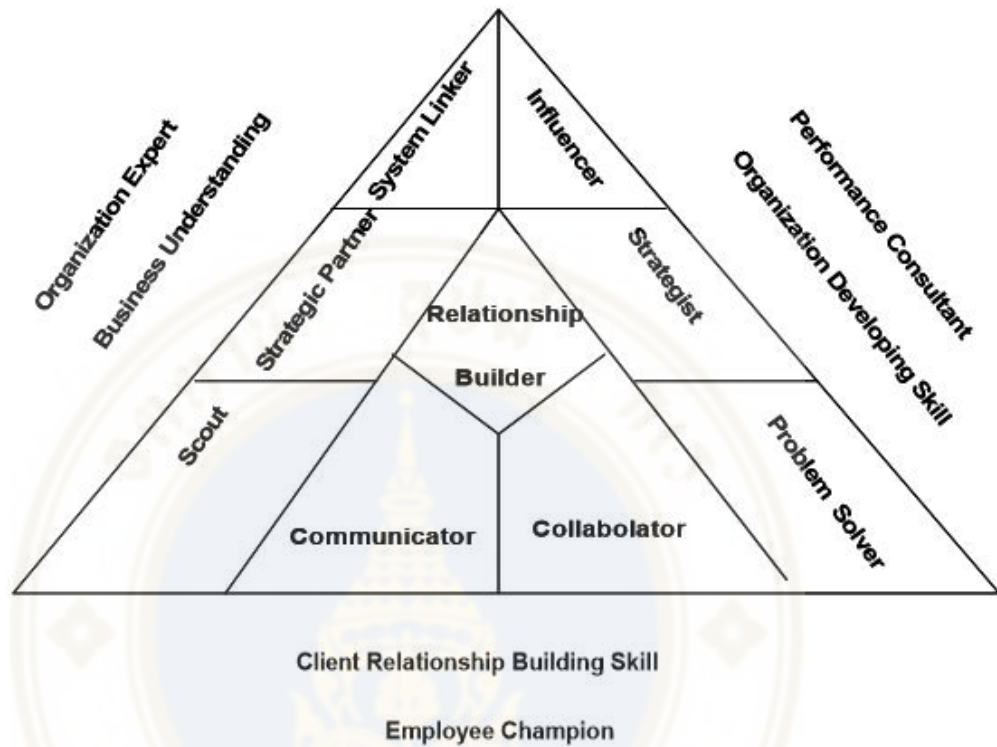 Organization Expert
Business Understanding
System Linker
Influencer
Performance Consultant
Organization Developing Skill
Strategic Partner
Strategist
Relationship
Builder
Scout
Problem Solver
Communicator
Collabolator
Client Relationship Building Skill
Employee Champion